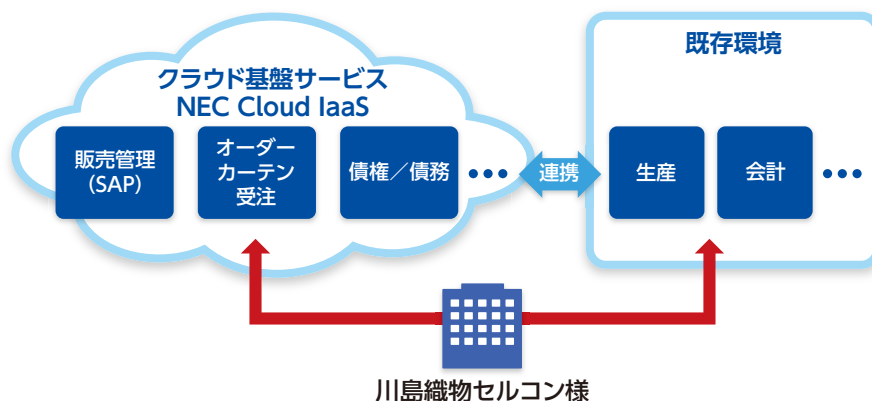 クラウド基盤サービス
NEC Cloud IaaS
販売管理
(SAP)
オーダー
カーテン
受注
債権／債務
•••
連携
既存環境
生産
会計
•••
川島織物セルコン様